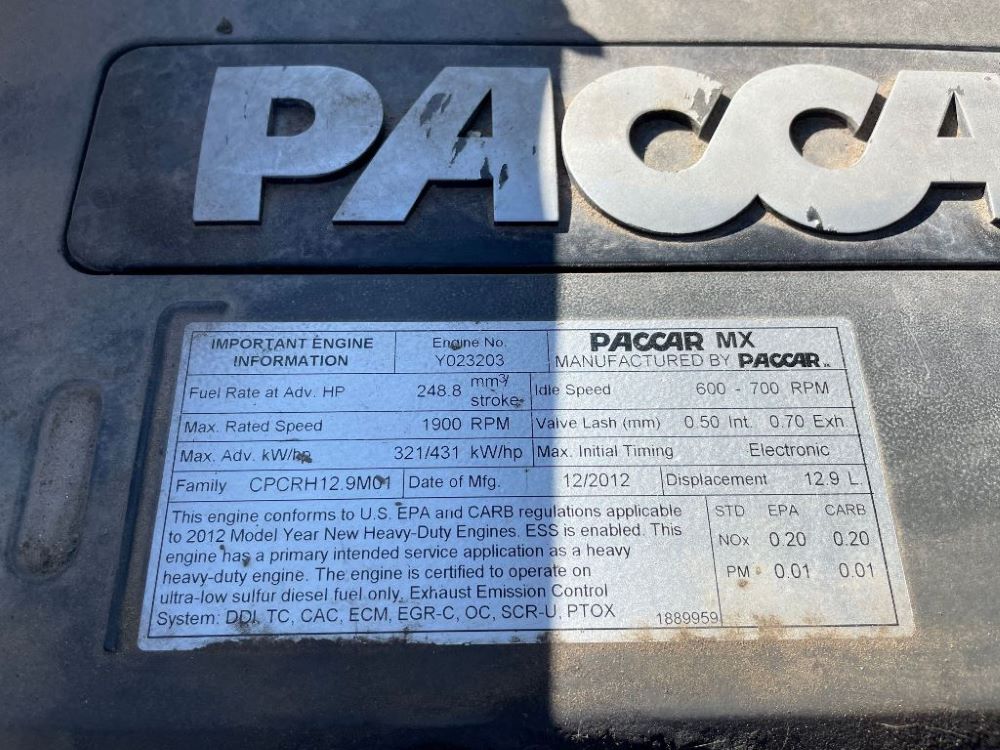 PACCA
IMPORTANT ENGINE
INFORMATION
Engine No.
Y023203
PACCAR MX
MANUFACTURED BY PACCAR
Fuel Rate at Adv. HP 248.8 mm³/
stroke
Idle Speed 600 - 700 RPM
Max. Rated Speed 1900 RPM
Valve Lash (mm) 0.50 Int. 0.70 Exh
Max. Adv. kW/hp 321/431 kW/hp
Max. Initial Timing Electronic
Family CPCRH12.9M01
Date of Mfg. 12/2012
Displacement 12.9 L
This engine conforms to U.S. EPA and CARB regulations applicable
to 2012 Model Year New Heavy-Duty Engines. ESS is enabled. This
engine has a primary intended service application as a heavy
heavy-duty engine. The engine is certified to operate on
ultra-low sulfur diesel fuel only. Exhaust Emission Control
System: DDI, TC, CAC, ECM, EGR-C, OC, SCR-U, PTOX
1889959
STD EPA CARB
NOx 0.20 0.20
PM 0.01 0.01